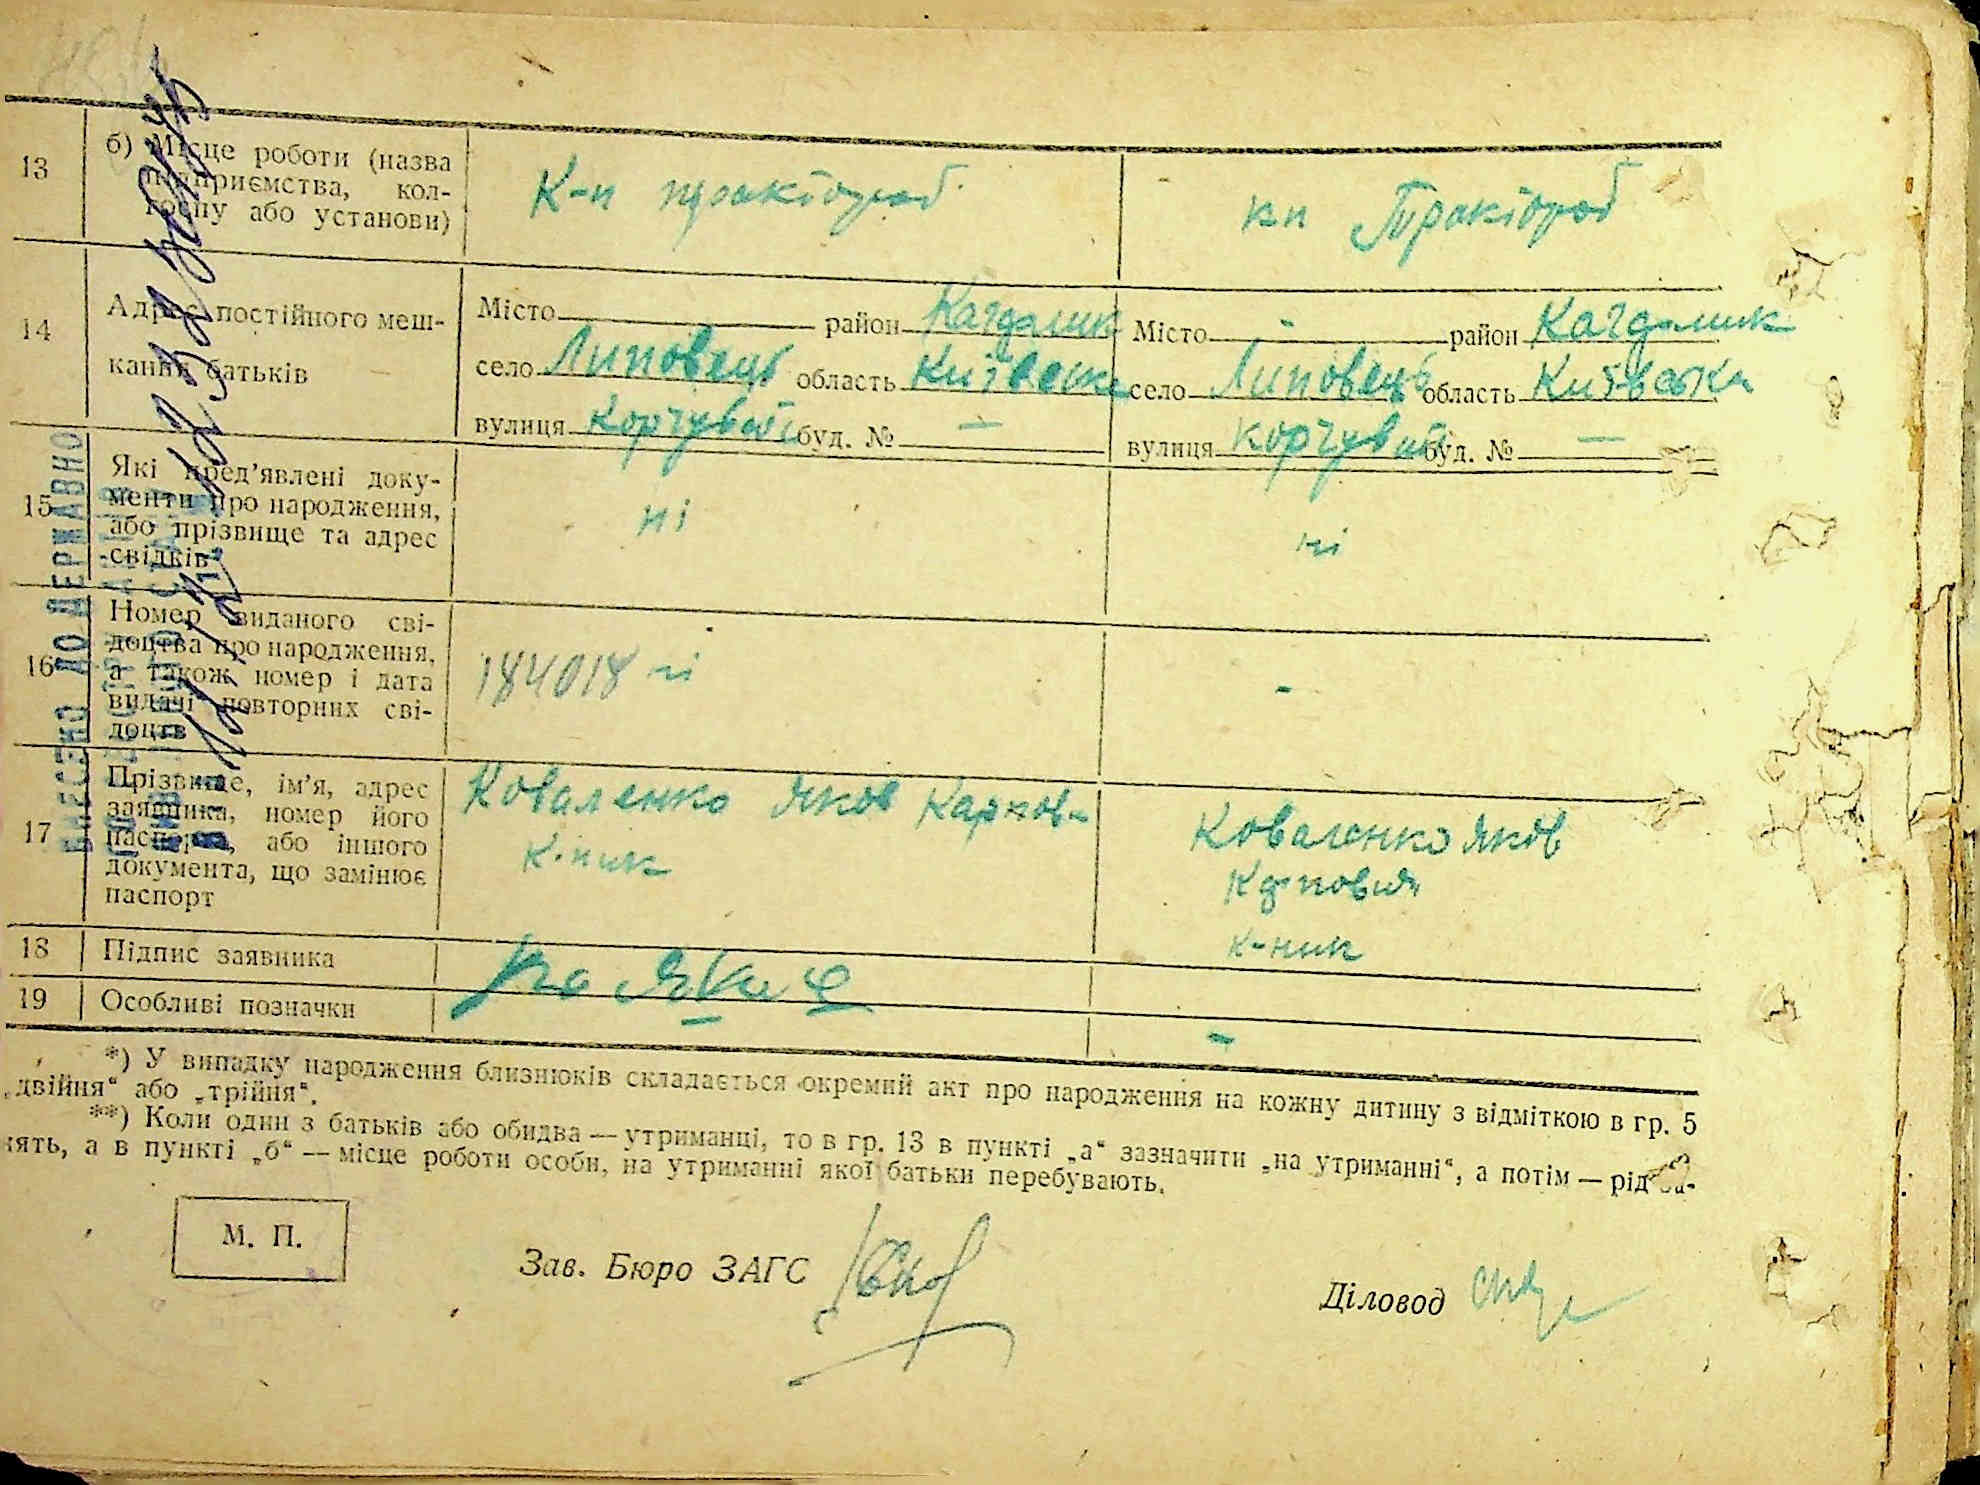 13
б) Місце роботи (назва
підприємства, кол-
госпу або установи)
К-п
кп
14
Адрес постійного меш-
кання батьків
Місто район Кагдалик
село Липовець область Київська
вулиця буд. № —
Місто - район Кагдалик
село Липовець область Київська
вулиця буд. № —
15
Які пред'явлені доку-
менти про народження,
або прізвище та адрес
свідків
ні
ні
16
Номер виданого сві-
доцтва про народження,
а також номер і дата
видачі повторних сві-
доцтв
184018
-
17
Прізвище, ім'я, адрес
заявника, номер його
паспорта, або іншого
документа, що замінює
паспорт
Коваленко Яков Карпов-
к-ник
Коваленко Яков
Карпович
к-ник
18
Підпис заявника
19
Особливі позначки
—
-
ВНЕСЕНО ДО ДЕРЖАВНО
*) У випадку народження близнюків складається окремий акт про народження на кожну дитину з відміткою в гр. 5
„двійня“ або „трійня“.
**) Коли один з батьків або обидва — утриманці, то в гр. 13 в пункті „а“ зазначити „на утриманні“, а потім — рід за-
нять, а в пункті „б“ — місце роботи особи, на утриманні якої батьки перебувають.
М. П.
Зав. Бюро ЗАГС
Діловод